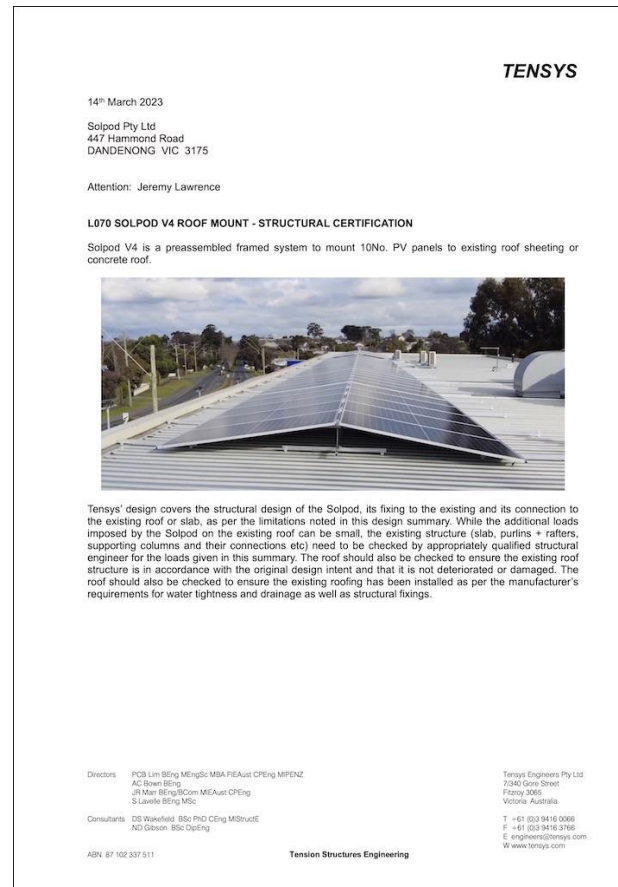 TENSYS
14th March 2023
Solpod Pty Ltd
447 Hammond Road
DANDENONG VIC 3175
Attention: Jeremy Lawrence
L070 SOLPOD V4 ROOF MOUNT - STRUCTURAL CERTIFICATION
Solpod V4 is a preassembled framed system to mount 10No. PV panels to existing roof sheeting or
concrete roof.
Tensys' design covers the structural design of the Solpod, its fixing to the existing and its connection to
the existing roof or slab, as per the limitations noted in this design summary. While the additional loads
imposed by the Solpod on the existing roof can be small, the existing structure (slab, purlins + rafters,
supporting columns and their connections etc) need to be checked by appropriately qualified structural
engineer for the loads given in this summary. The roof should also be checked to ensure the existing roof
structure is in accordance with the original design intent and that it is not deteriorated or damaged. The
roof should also be checked to ensure the existing roofing has been installed as per the manufacturer's
requirements for water tightness and drainage as well as structural fixings.
Directors PCB Lim BEng MEngSc MBA FIEAust CPEng MIPENZ
AC Bown BEng
JR Marr BEng/BCom MIEAust CPEng
S Lavelle BEng MSc
Consultants DS Wakefield BSc PhD CEng MIStructE
ND Gibson BSc DipEng
ABN 87 102 337 511
Tension Structures Engineering
Tensys Engineers Pty Ltd
7/340 Gore Street
Fitzroy 3065
Victoria Australia
T +61 (0)3 9416 0066
F +61 (0)3 9416 3766
E engineers@tensys.com
W www.tensys.com